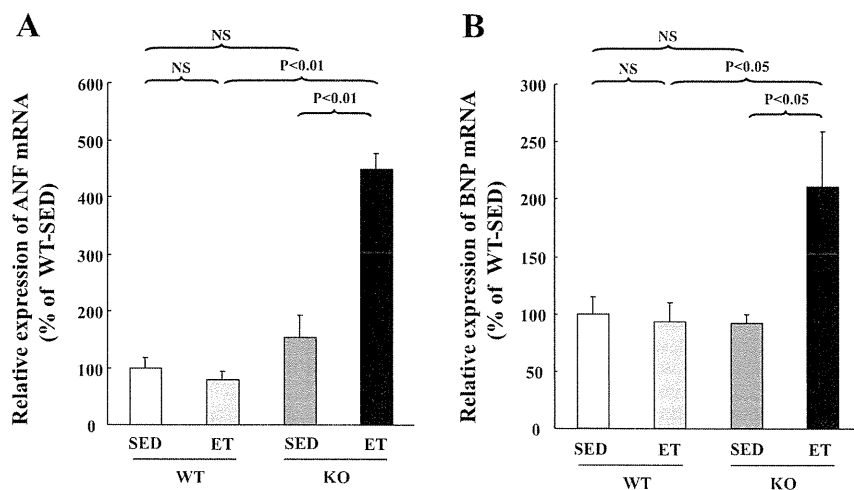 A
NS
NS
P<0.01
P<0.01
Relative expression of ANF mRNA
(% of WT-SED)
600
500
400
300
200
100
0
SED
ET
SED
ET
WT
KO
B
NS
NS
P<0.05
P<0.05
Relative expression of BNP mRNA
(% of WT-SED)
300
250
200
150
100
50
0
SED
ET
SED
ET
WT
KO